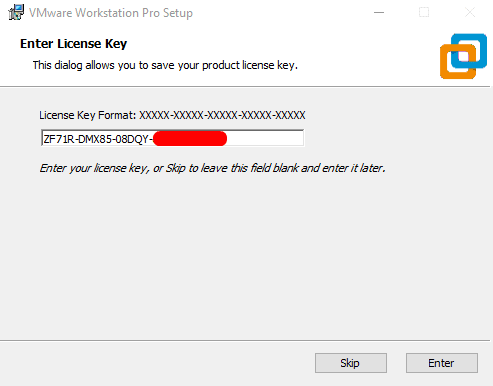 VMware Workstation Pro Setup
Enter License Key
This dialog allows you to save your product license key.
License Key Format: XXXXX-XXXXX-XXXXX-XXXXX-XXXXX
ZF71R-DMX85-08DQY-
Enter your license key, or Skip to leave this field blank and enter it later.
Skip
Enter